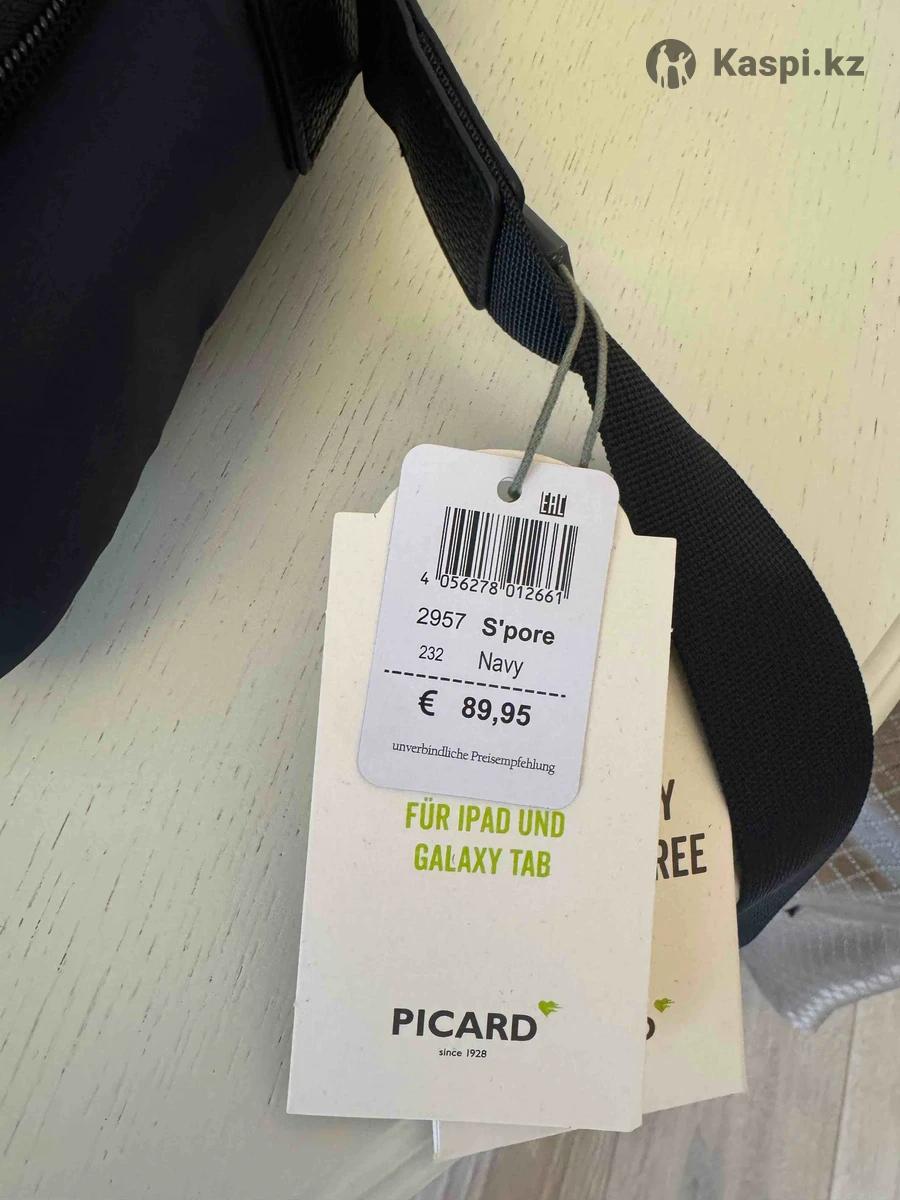 Kaspi.kz
EAC
4 056278 012661
2957 S'pore
232 Navy
€ 89,95
unverbindliche Preisempfehlung
FÜR IPAD UND
GALAXY TAB
PICARD
since 1928
Y
REE
D